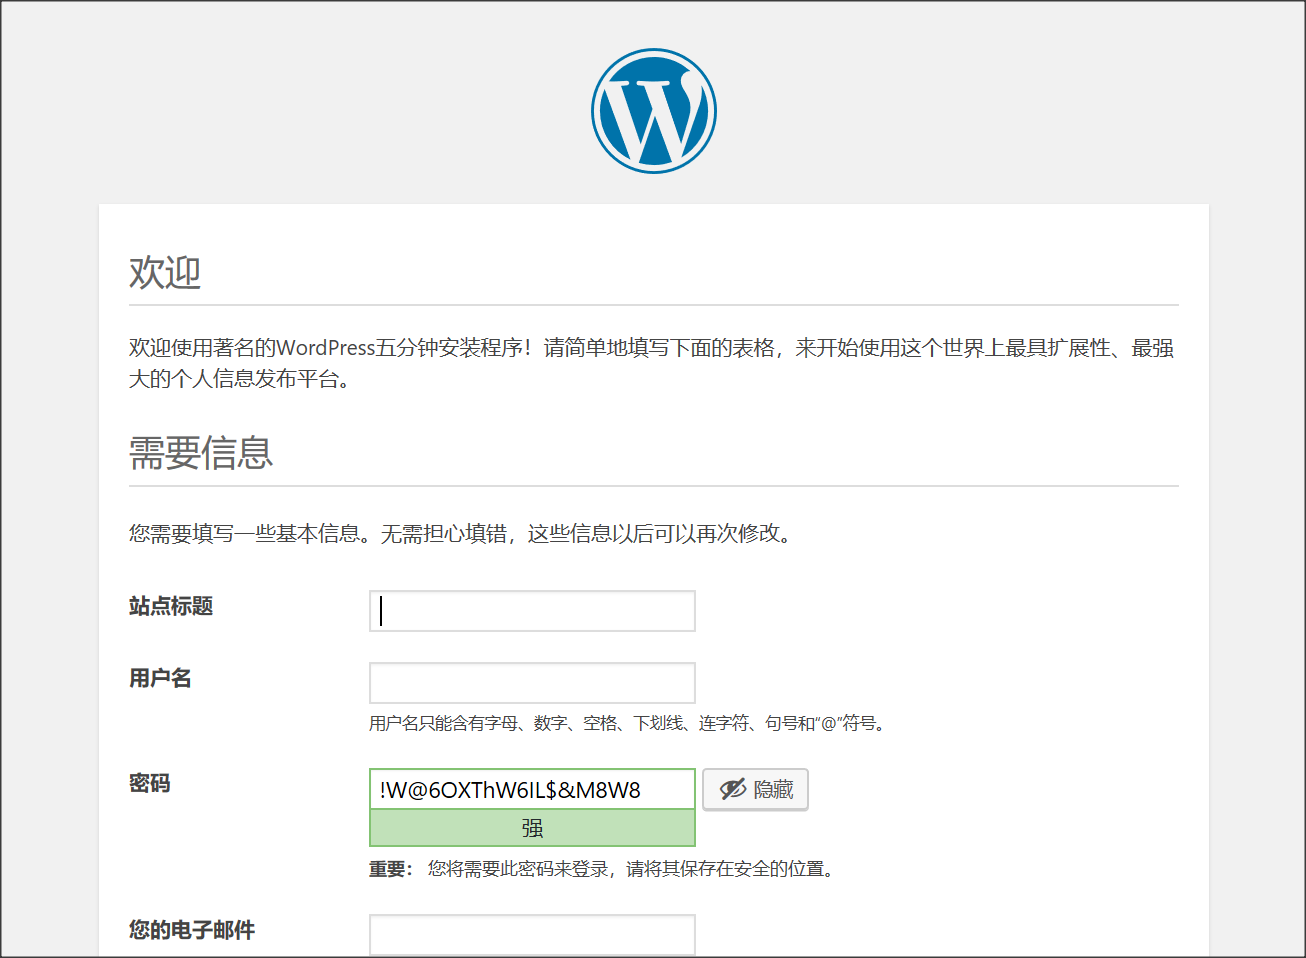 欢迎
欢迎使用著名的WordPress五分钟安装程序！请简单地填写下面的表格，来开始使用这个世界上最具扩展性、最强
大的个人信息发布平台。
需要信息
您需要填写一些基本信息。无需担心填错，这些信息以后可以再次修改。
站点标题
用户名
用户名只能含有字母、数字、空格、下划线、连字符、句号和“@”符号。
密码 !W@6OXThW6IL$&M8W8 隐藏
强
重要： 您将需要此密码来登录，请将其保存在安全的位置。
您的电子邮件